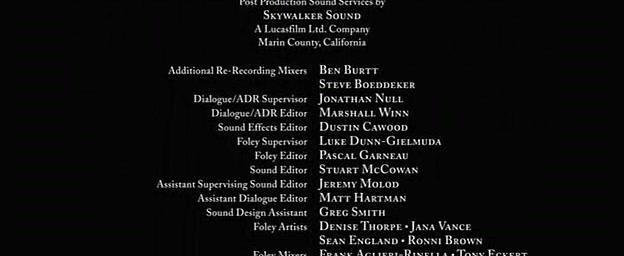 Post Production Sound Services by
SKYWALKER SOUND
A Lucasfilm Ltd. Company
Marin County, California
Additional Re-Recording Mixers BEN BURTT
STEVE BOEDDEKER
Dialogue/ADR Supervisor JONATHAN NULL
Dialogue/ADR Editor MARSHALL WINN
Sound Effects Editor DUSTIN CAWOOD
Foley Supervisor LUKE DUNN-GIELMUDA
Foley Editor PASCAL GARNEAU
Sound Editor STUART MCCOWAN
Assistant Supervising Sound Editor JEREMY MOLOD
Assistant Dialogue Editor MATT HARTMAN
Sound Design Assistant GREG SMITH
Foley Artists DENISE THORPE • JANA VANCE
SEAN ENGLAND • RONNI BROWN
Foley Mixers FRANK AGLIERI-RINELLA • TONY ECKERT